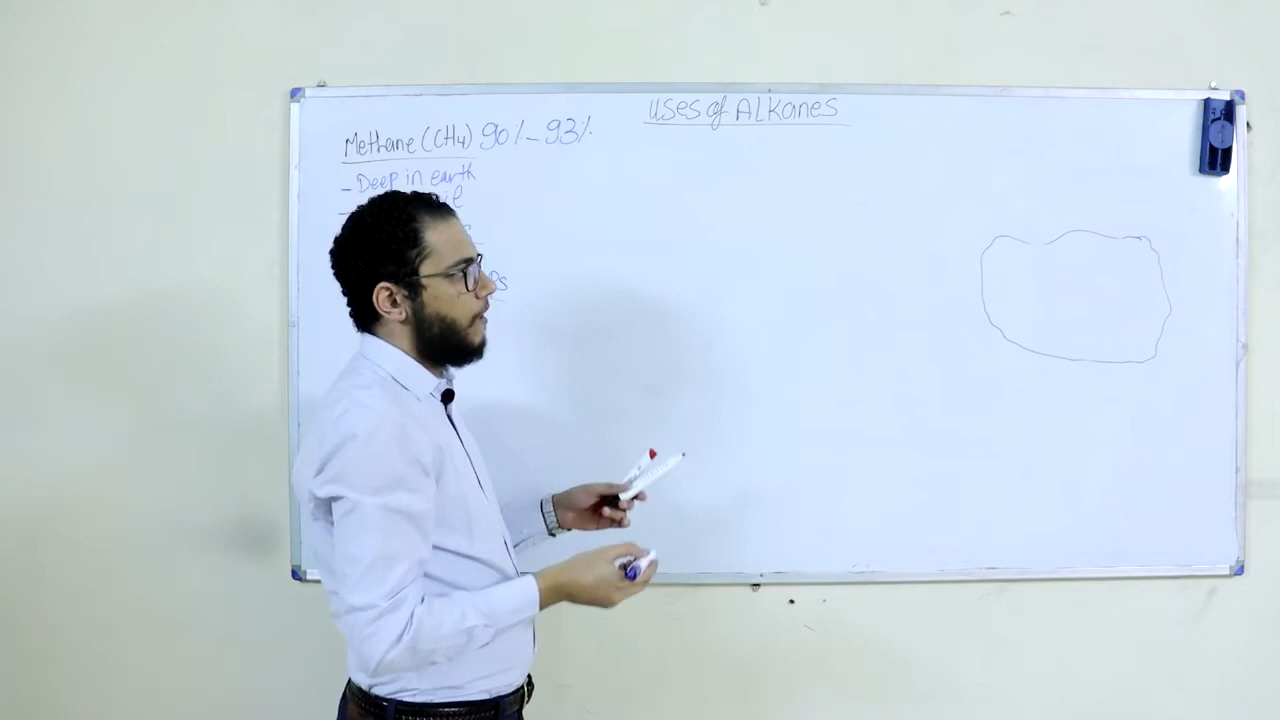 Uses of Alkanes
Methane (CH4) 90% - 93%
- Deep in earth